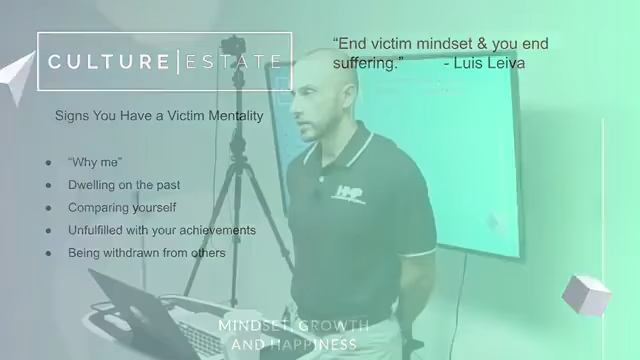 CULTURE|ESTATE
“End victim mindset & you end
suffering.” - Luis Leiva
Signs You Have a Victim Mentality
● “Why me”
● Dwelling on the past
● Comparing yourself
● Unfulfilled with your achievements
● Being withdrawn from others
MINDSET, GROWTH
AND HAPPINESS